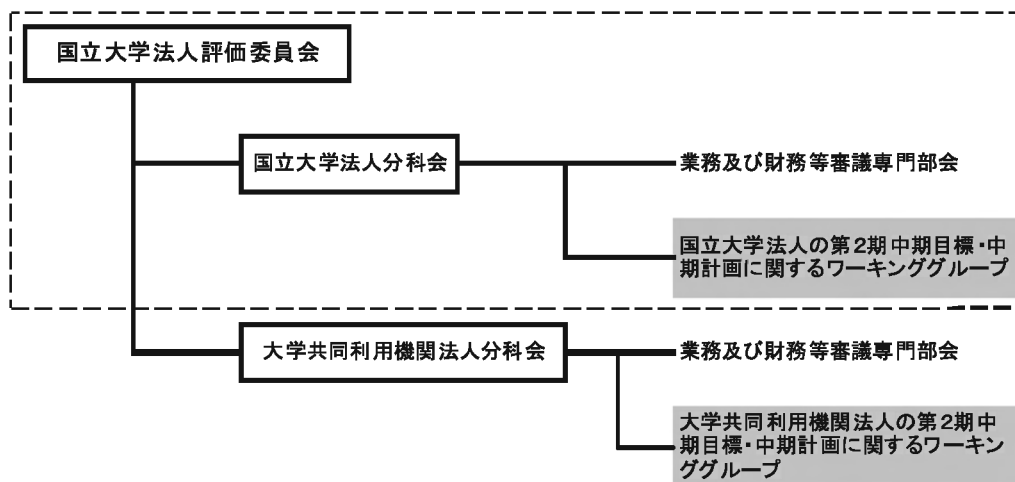 国立大学法人評価委員会
国立大学法人分科会
業務及び財務等審議専門部会
国立大学法人の第2期中期目標・中
期計画に関するワーキンググループ
大学共同利用機関法人分科会
業務及び財務等審議専門部会
大学共同利用機関法人の第2期中
期目標・中期計画に関するワーキン
ググループ